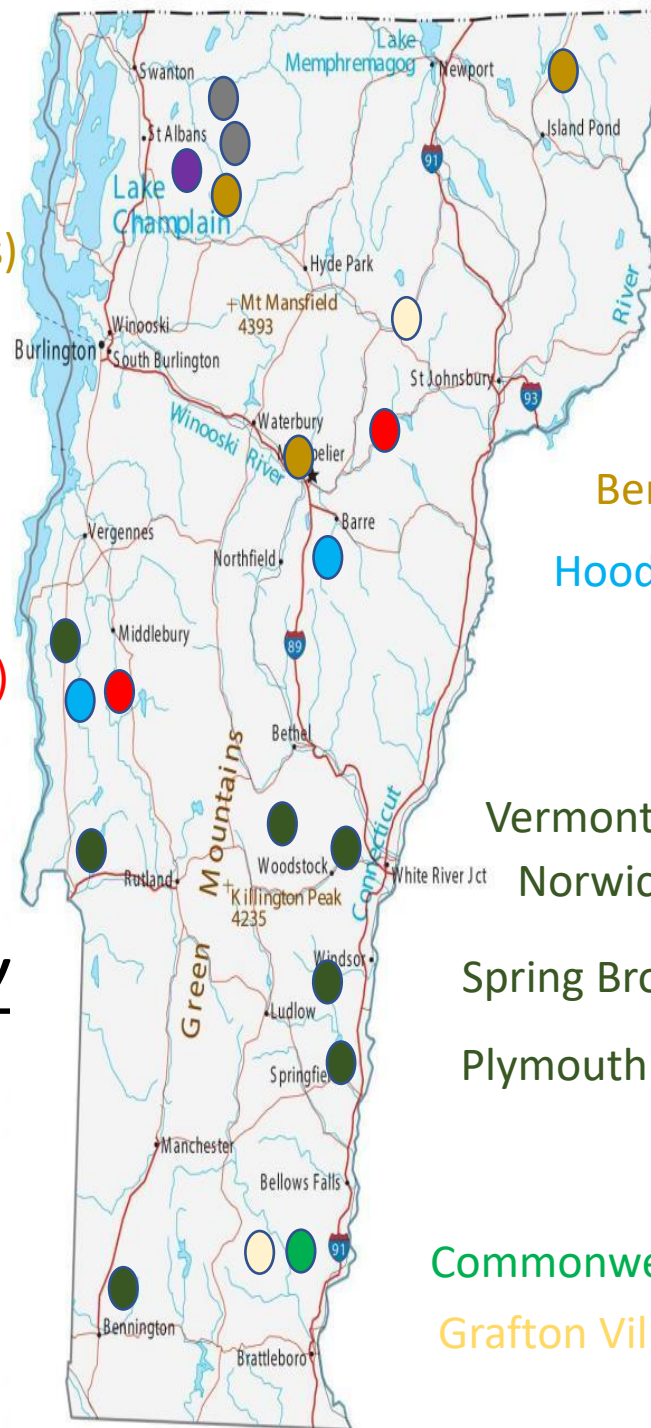 Lake
Memphremagog
Newport
Swanton
St Albans
Island Pond
91
Lake
Champlain
s)
Hyde Park
+ Mt Mansfield
4393
River
Winooski
Burlington
South Burlington
St Johnsbury
93
Winooski River
Waterbury
Ber
Barre
Vergennes
Northfield
Hood
Middlebury
89
)
Bethel
Green Mountains
Connecticut
Vermont
Woodstock
White River Jct
Rutland
+ Killington Peak
4235
Norwic
y
Windsor
Spring Bro
Ludlow
Plymouth
Springfiel
Manchester
Bellows Falls
91
Commonwe
Bennington
Grafton Vil
Brattleboro